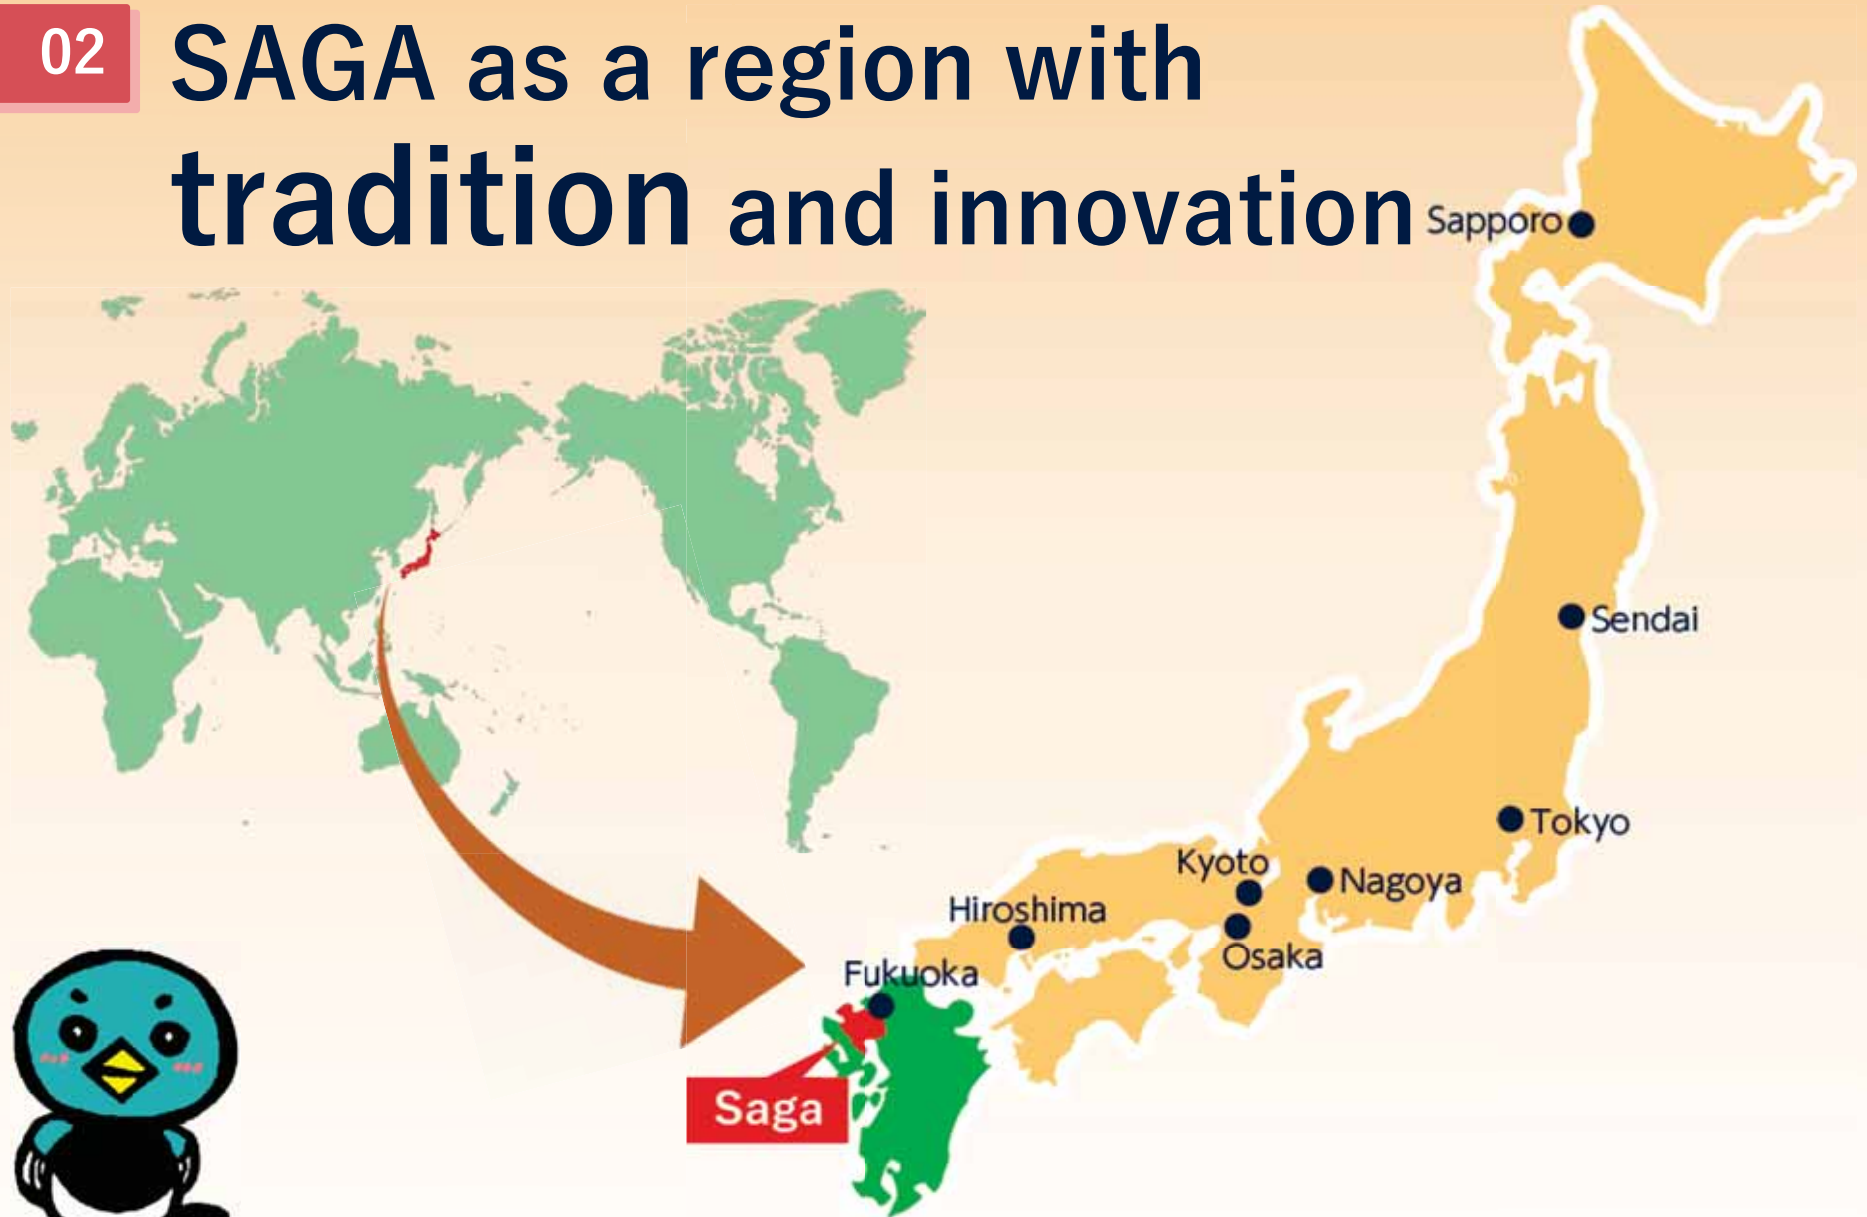 02
SAGA as a region with
tradition and innovation
Sapporo
Sendai
Tokyo
Kyoto
Nagoya
Hiroshima
Osaka
Fukuoka
Saga